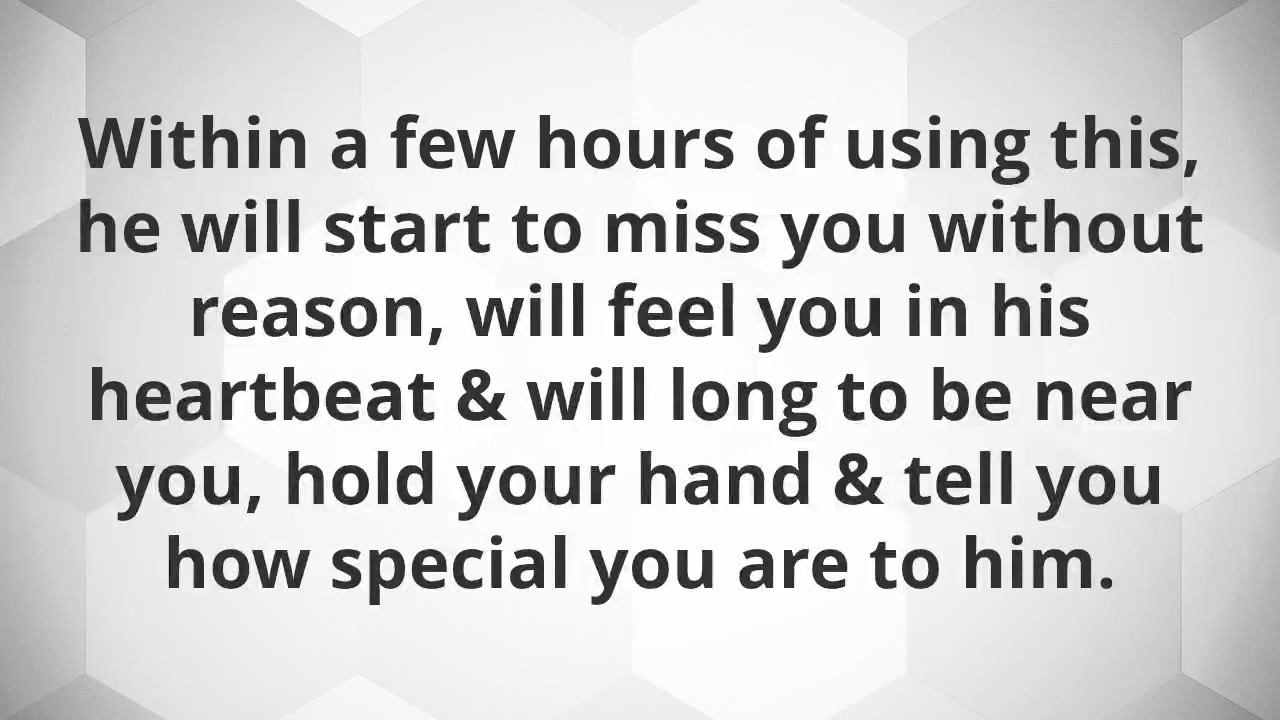 Within a few hours of using this,
he will start to miss you without
reason, will feel you in his
heartbeat & will long to be near
you, hold your hand & tell you
how special you are to him.